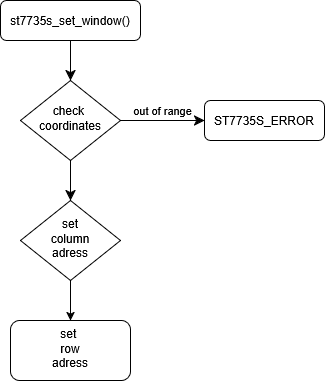 st7735s_set_window()
check
coordinates
out of range
ST7735S_ERROR
set
column
adress
set
row
adress